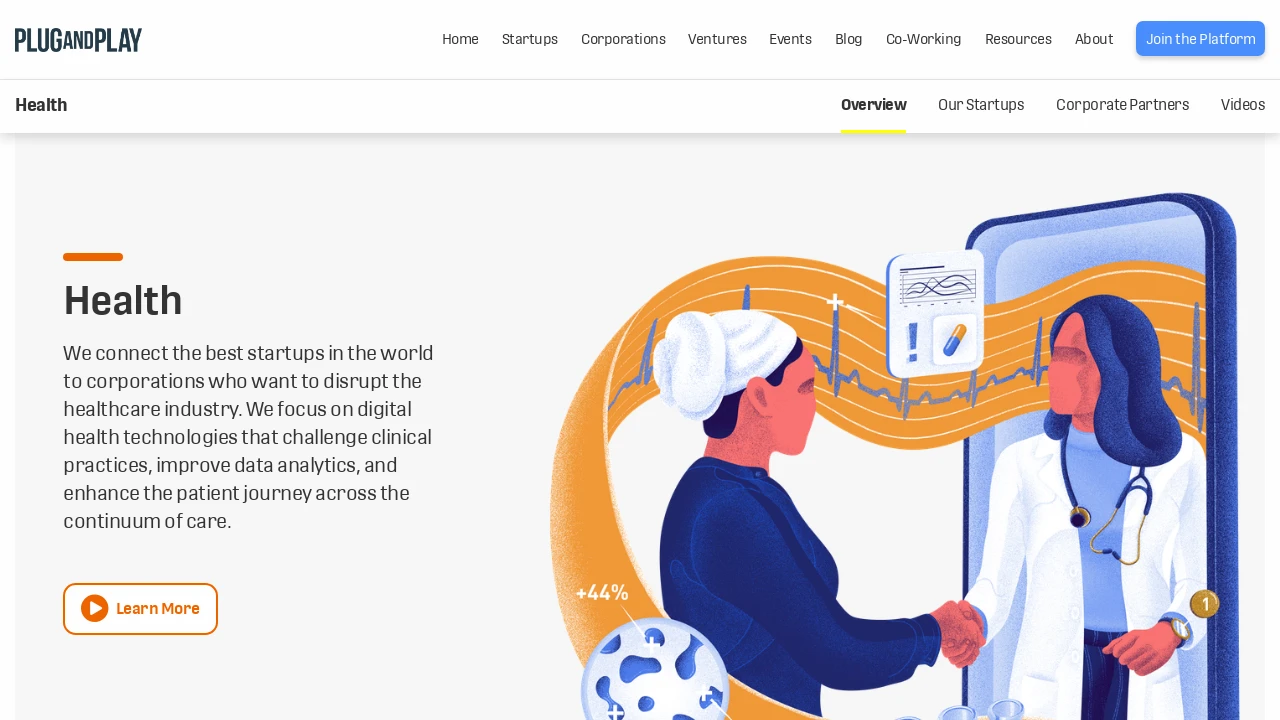 PLUGANDPLAY
Home Startups Corporations Ventures Events Blog Co-Working Resources About Join the Platform
Health
Overview Our Startups Corporate Partners Videos
Health
We connect the best startups in the world
to corporations who want to disrupt the
healthcare industry. We focus on digital
health technologies that challenge clinical
practices, improve data analytics, and
enhance the patient journey across the
continuum of care.
Learn More
!
+44%
1